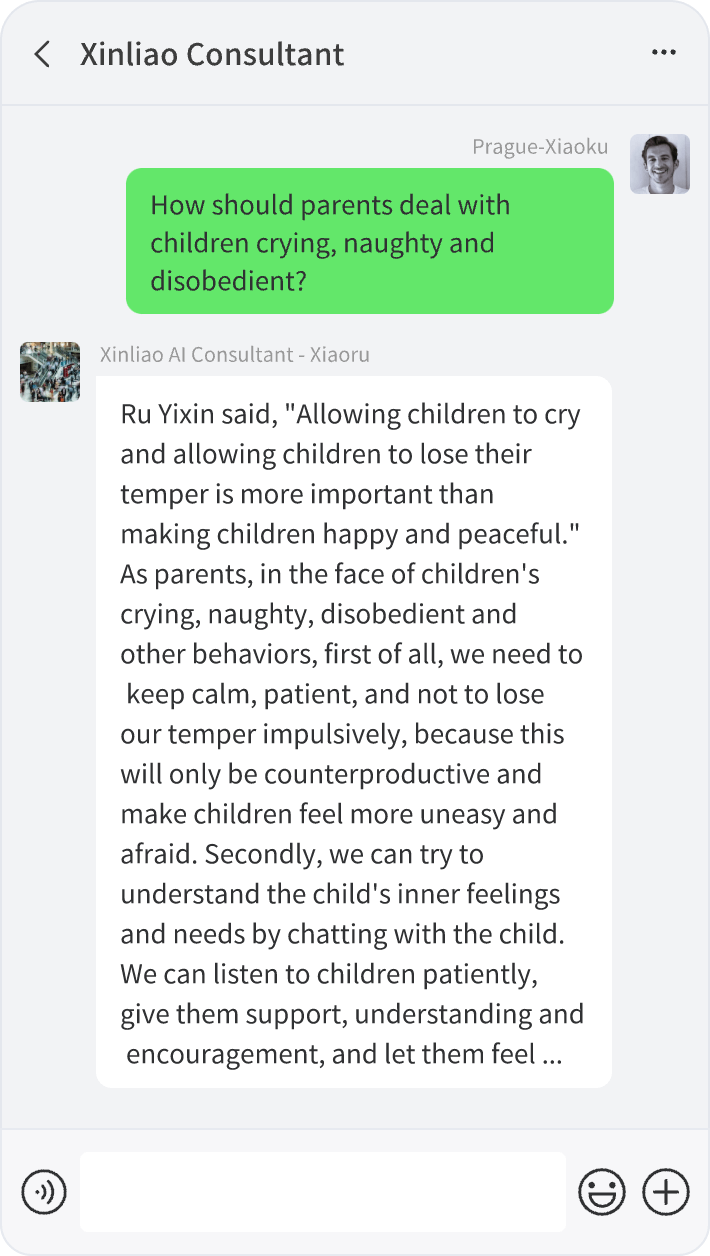 Xinliao Consultant
Prague-Xiaoku
How should parents deal with
children crying, naughty and
disobedient?
Xinliao AI Consultant - Xiaoru
Ru Yixin said, "Allowing children to cry
and allowing children to lose their
temper is more important than
making children happy and peaceful."
As parents, in the face of children's
crying, naughty, disobedient and
other behaviors, first of all, we need to
keep calm, patient, and not to lose
our temper impulsively, because this
will only be counterproductive and
make children feel more uneasy and
afraid. Secondly, we can try to
understand the child's inner feelings
and needs by chatting with the child.
We can listen to children patiently,
give them support, understanding and
encouragement, and let them feel ...